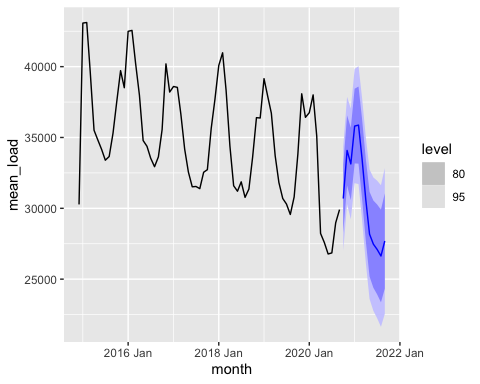 40000
35000
30000
25000
mean_load
2016 Jan
2018 Jan
2020 Jan
2022 Jan
month
level
80
95